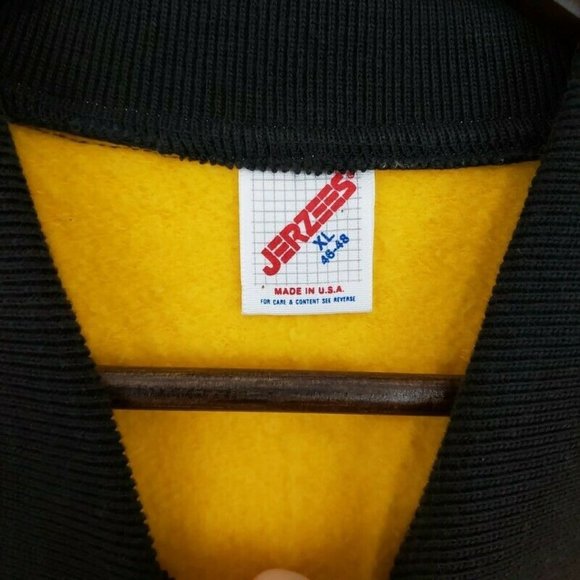 JERZEES
XL
46-48
MADE IN U.S.A.
FOR CARE & CONTENT SEE REVERSE